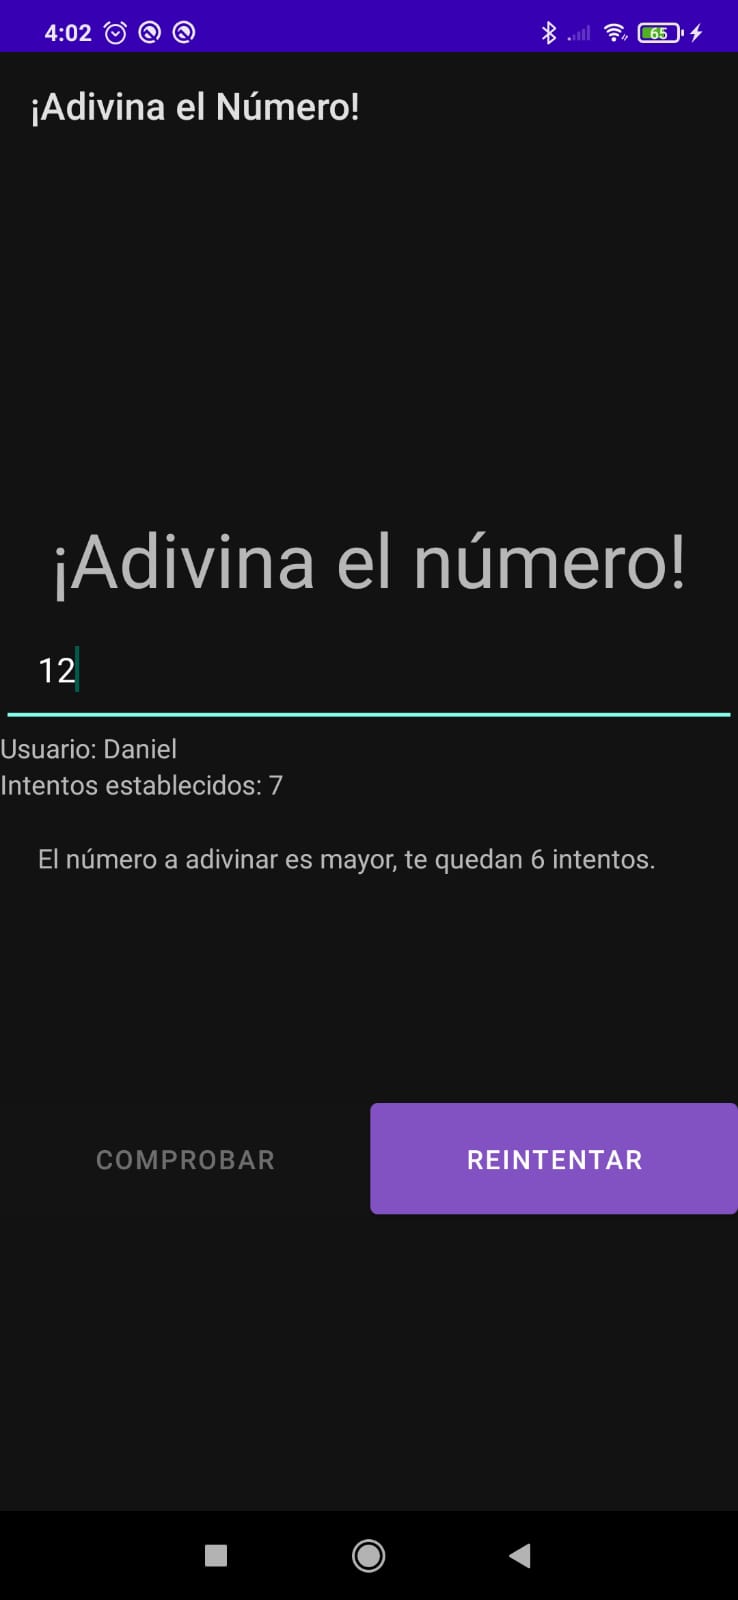 4:02 65
¡Adivina el Número!
¡Adivina el número!
12
Usuario: Daniel
Intentos establecidos: 7
El número a adivinar es mayor, te quedan 6 intentos.
COMPROBAR REINTENTAR